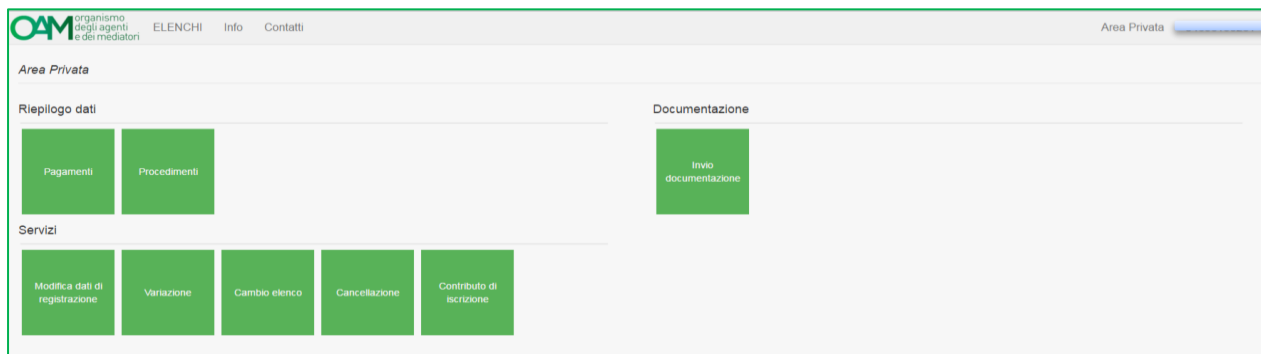 OAM organismo
degli agenti
e dei mediatori
ELENCHI Info Contatti Area Privata
Area Privata
Riepilogo dati Documentazione
Pagamenti Procedimenti Invio
documentazione
Servizi
Modifica dati di
registrazione
Variazione
Cambio elenco
Cancellazione
Contributo di
iscrizione